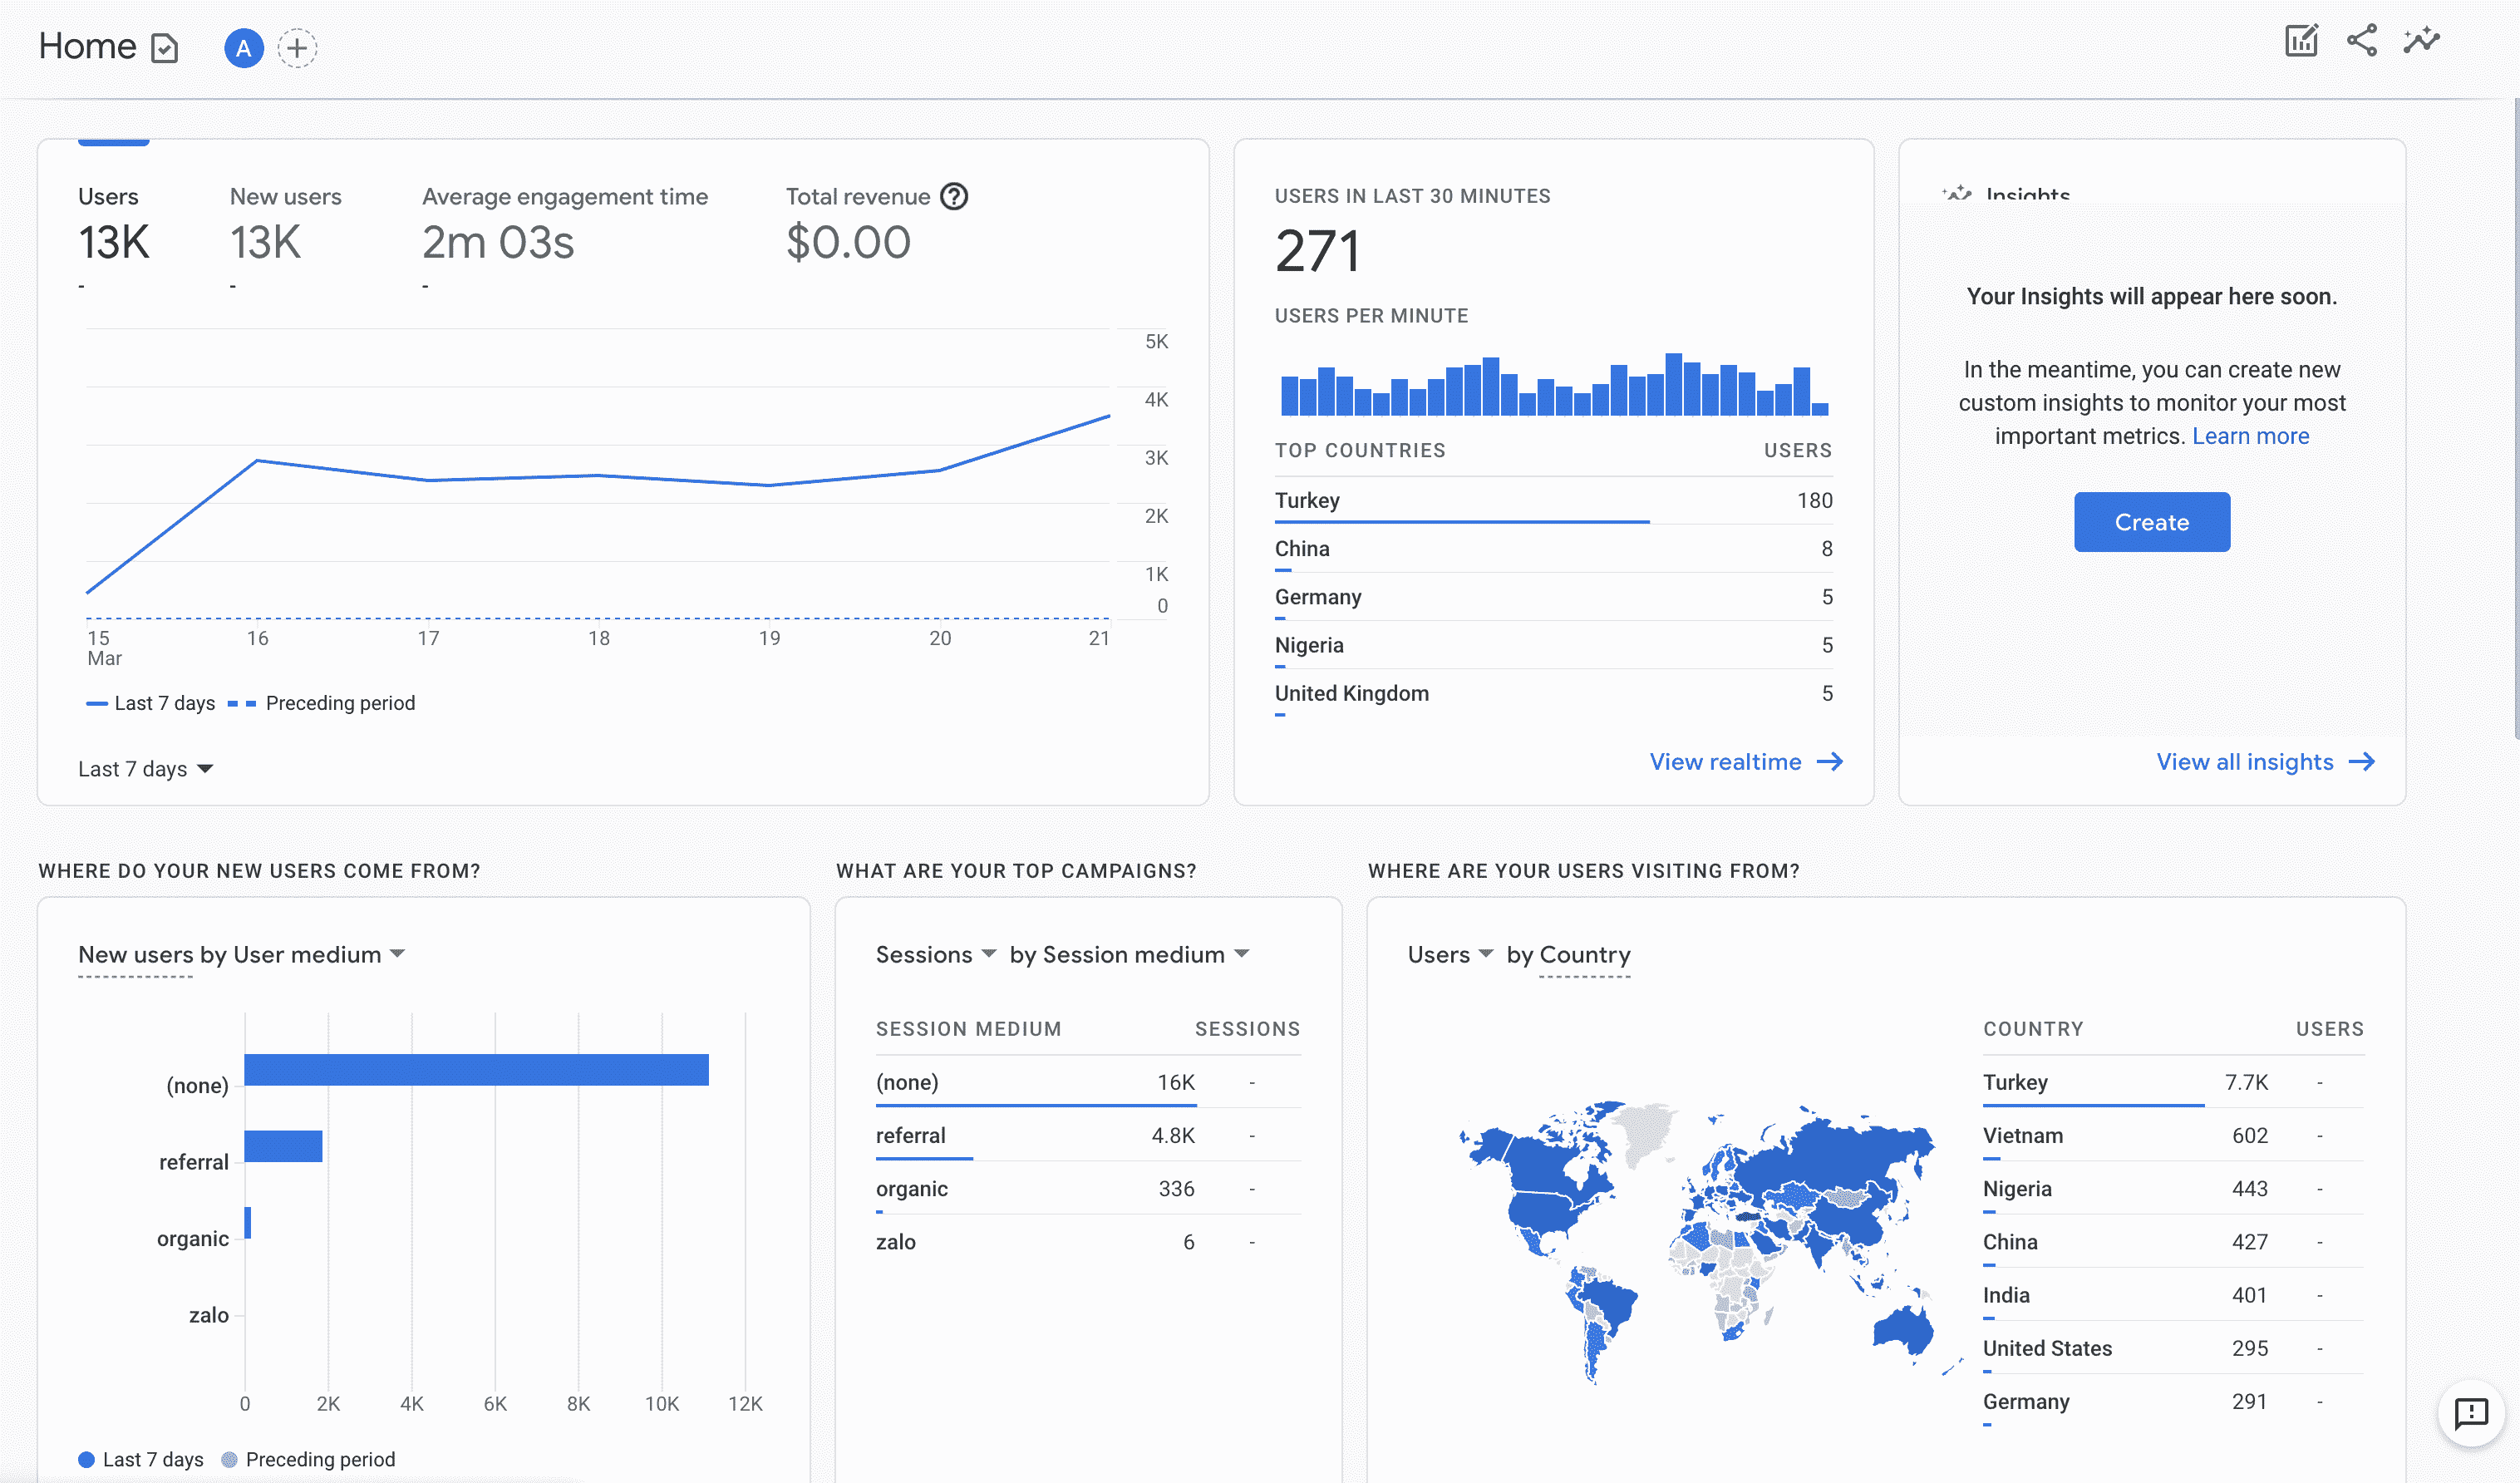 Home
A
Users
13K
-
New users
13K
-
Average engagement time
2m 03s
-
Total revenue
$0.00
5K
4K
3K
2K
1K
0
15 16 17 18 19 20 21
Mar
Last 7 days Preceding period
Last 7 days
USERS IN LAST 30 MINUTES
271
USERS PER MINUTE
TOP COUNTRIES USERS
Turkey 180
China 8
Germany 5
Nigeria 5
United Kingdom 5
View realtime
Insights
Your Insights will appear here soon.
In the meantime, you can create new
custom insights to monitor your most
important metrics. Learn more
Create
View all insights
WHERE DO YOUR NEW USERS COME FROM?
New users by User medium
(none)
referral
organic
zalo
0 2K 4K 6K 8K 10K 12K
Last 7 days Preceding period
WHAT ARE YOUR TOP CAMPAIGNS?
Sessions by Session medium
SESSION MEDIUM SESSIONS
(none) 16K -
referral 4.8K -
organic 336 -
zalo 6 -
WHERE ARE YOUR USERS VISITING FROM?
Users by Country
COUNTRY USERS
Turkey 7.7K -
Vietnam 602 -
Nigeria 443 -
China 427 -
India 401 -
United States 295 -
Germany 291 -